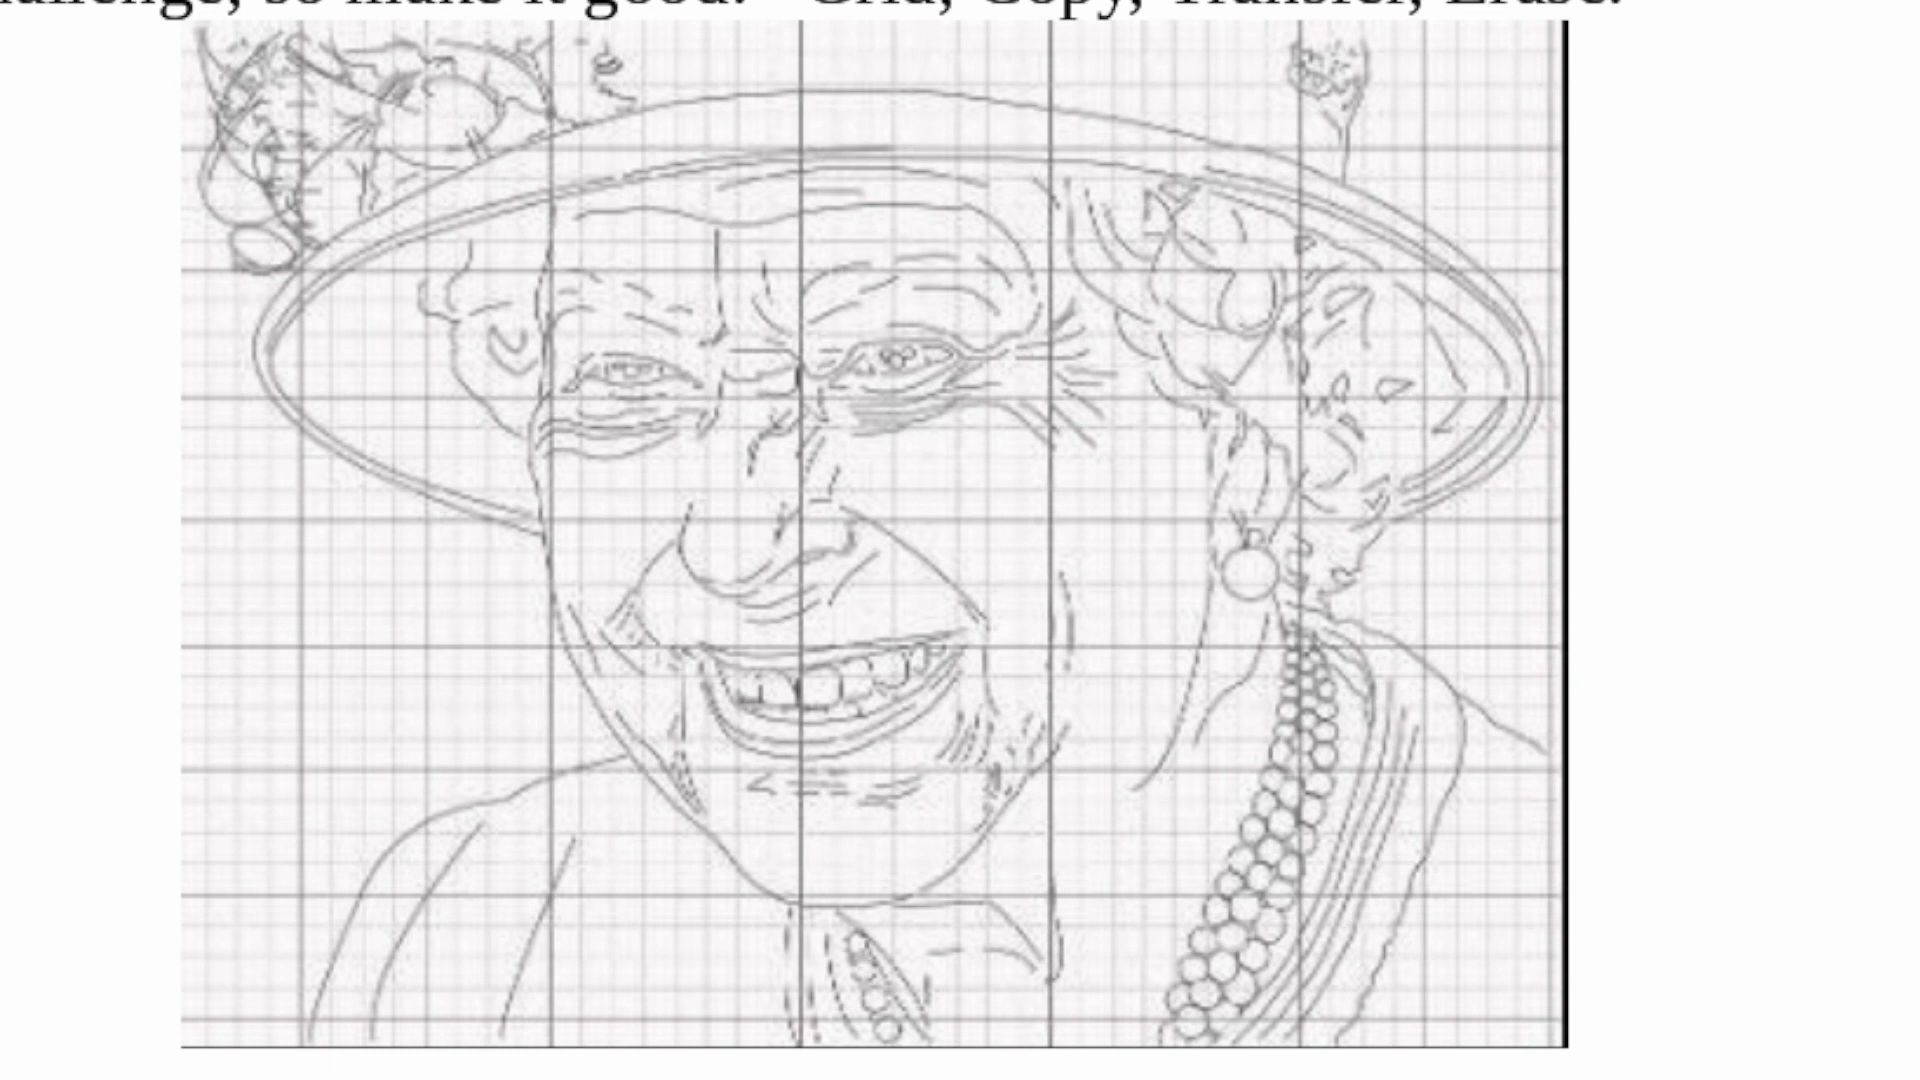 so make it good. Grid, Copy, Transfer, Erase.